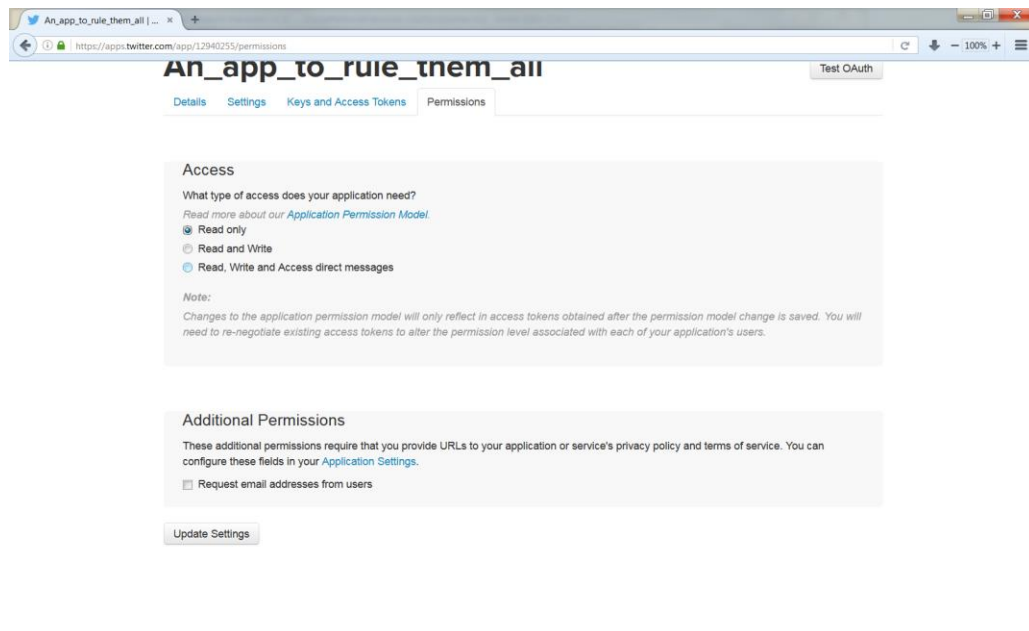 An_app_to_rule_them_all | ...
https://apps.twitter.com/app/12940255/permissions
100%
An_app_to_rule_them_all
Test OAuth
Details Settings Keys and Access Tokens Permissions
Access
What type of access does your application need?
Read more about our Application Permission Model.
Read only
Read and Write
Read, Write and Access direct messages
Note:
Changes to the application permission model will only reflect in access tokens obtained after the permission model change is saved. You will
need to re-negotiate existing access tokens to alter the permission level associated with each of your application's users.
Additional Permissions
These additional permissions require that you provide URLs to your application or service's privacy policy and terms of service. You can
configure these fields in your Application Settings.
Request email addresses from users
Update Settings